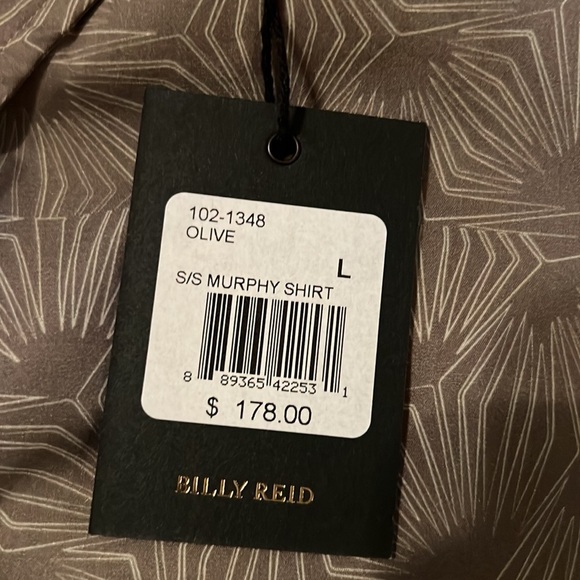 102-1348
OLIVE
L
S/S MURPHY SHIRT
8 89365 42253 1
$ 178.00
BILLY REID